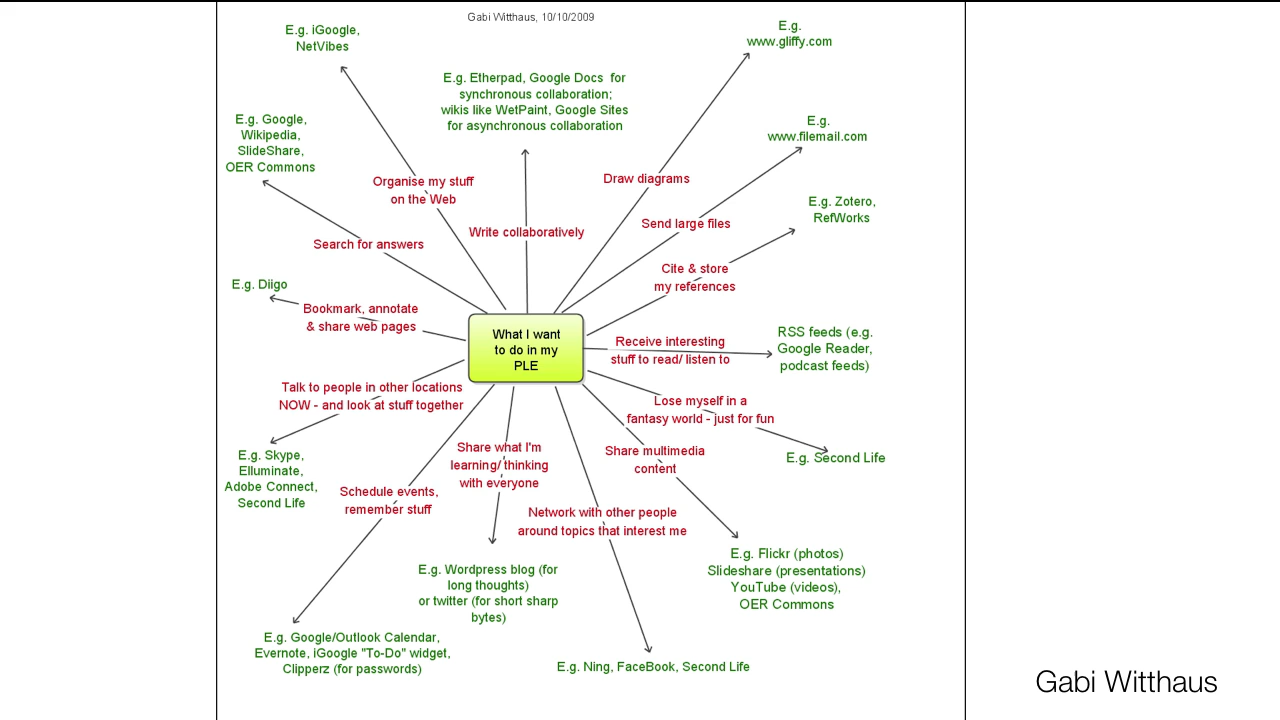 Gabi Witthaus, 10/10/2009
E.g. iGoogle,
NetVibes
E.g.
www.gliffy.com
E.g. Etherpad, Google Docs for
synchronous collaboration;
wikis like WetPaint, Google Sites
for asynchronous collaboration
E.g. Google,
Wikipedia,
SlideShare,
OER Commons
E.g.
www.filemail.com
Organise my stuff
on the Web
Draw diagrams
E.g. Zotero,
RefWorks
Write collaboratively
Send large files
Search for answers
Cite & store
my references
E.g. Diigo
Bookmark, annotate
& share web pages
What I want
to do in my
PLE
Receive interesting
stuff to read/ listen to
RSS feeds (e.g.
Google Reader,
podcast feeds)
Talk to people in other locations
NOW - and look at stuff together
Lose myself in a
fantasy world - just for fun
E.g. Skype,
Elluminate,
Adobe Connect,
Second Life
Share what I'm
learning/ thinking
with everyone
Share multimedia
content
E.g. Second Life
Schedule events,
remember stuff
Network with other people
around topics that interest me
E.g. Wordpress blog (for
long thoughts)
or twitter (for short sharp
bytes)
E.g. Flickr (photos)
Slideshare (presentations)
YouTube (videos),
OER Commons
E.g. Google/Outlook Calendar,
Evernote, iGoogle "To-Do" widget,
Clipperz (for passwords)
E.g. Ning, FaceBook, Second Life
Gabi Witthaus